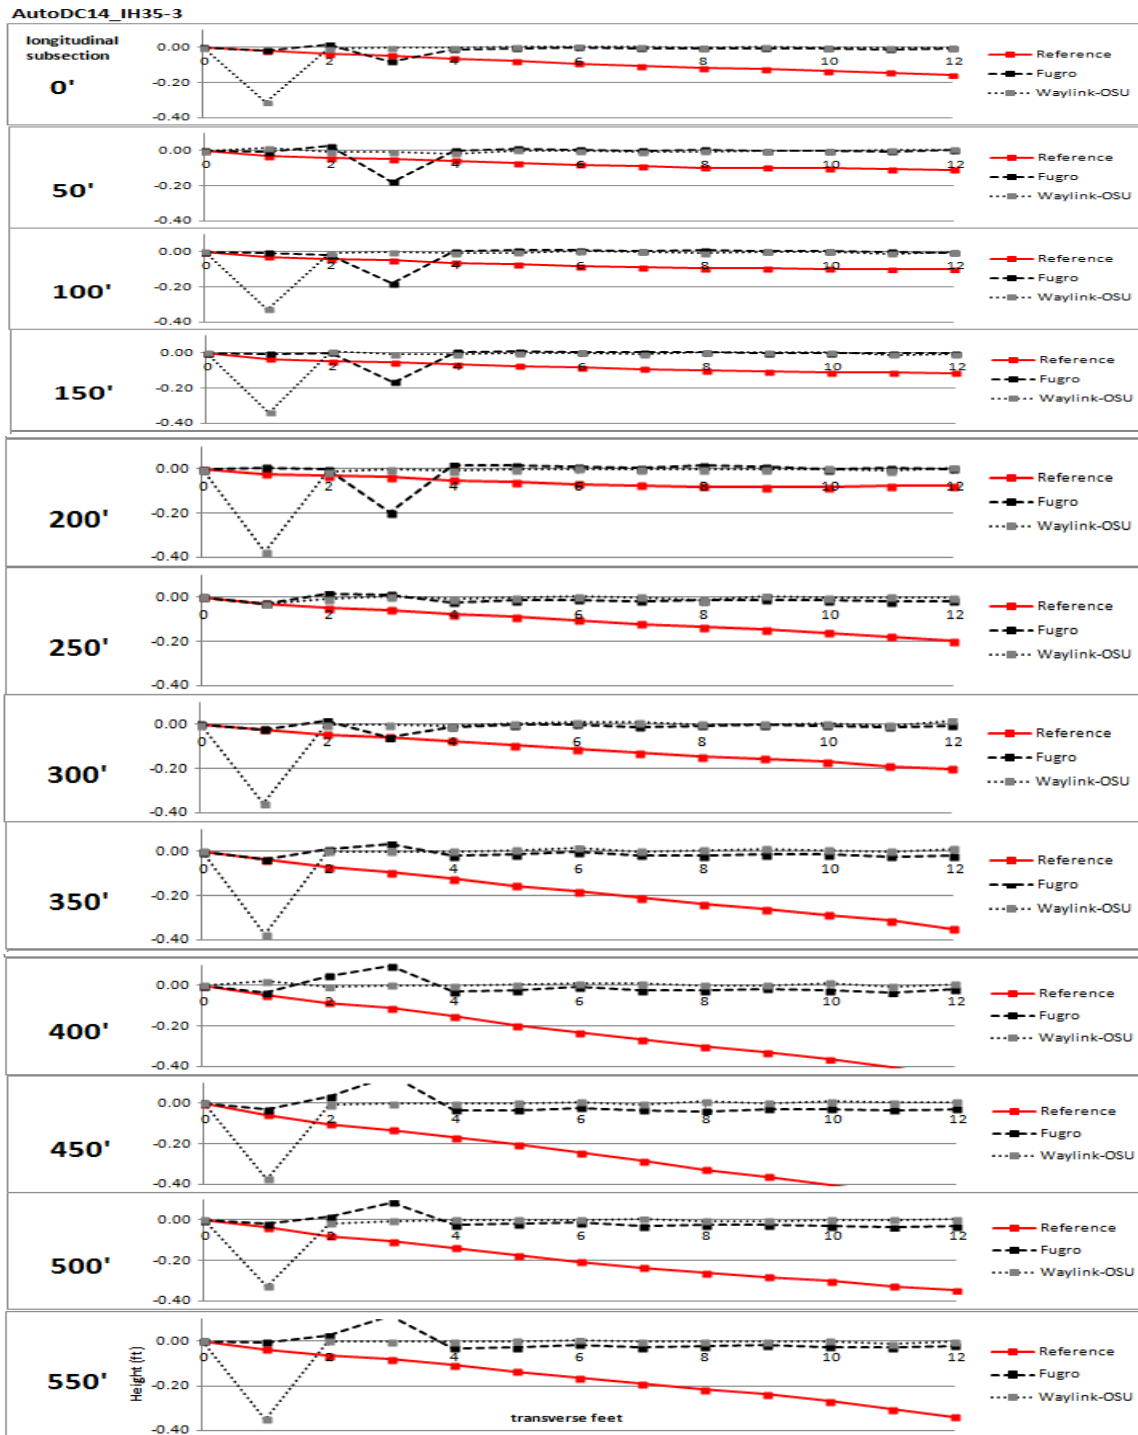 AutoDC14_IH35-3
longitudinal
subsection
0'
0.00
-0.20
-0.40
0 2 4 6 8 10 12
Reference
Fugro
Waylink-OSU
50'
0.00
-0.20
-0.40
0 2 4 6 8 10 12
Reference
Fugro
Waylink-OSU
100'
0.00
-0.20
-0.40
0 2 4 6 8 10 12
Reference
Fugro
Waylink-OSU
150'
0.00
-0.20
-0.40
0 2 4 6 8 10 12
Reference
Fugro
Waylink-OSU
200'
0.00
-0.20
-0.40
0 2 4 6 8 10 12
Reference
Fugro
Waylink-OSU
250'
0.00
-0.20
-0.40
0 2 4 6 8 10 12
Reference
Fugro
Waylink-OSU
300'
0.00
-0.20
-0.40
0 2 4 6 8 10 12
Reference
Fugro
Waylink-OSU
350'
0.00
-0.20
-0.40
0 2 4 6 8 10 12
Reference
Fugro
Waylink-OSU
400'
0.00
-0.20
-0.40
0 2 4 6 8 10 12
Reference
Fugro
Waylink-OSU
450'
0.00
-0.20
-0.40
0 2 4 6 8 10 12
Reference
Fugro
Waylink-OSU
500'
0.00
-0.20
-0.40
0 2 4 6 8 10 12
Reference
Fugro
Waylink-OSU
550'
Height (ft)
0.00
-0.20
-0.40
0 2 4 6 8 10 12
transverse feet
Reference
Fugro
Waylink-OSU